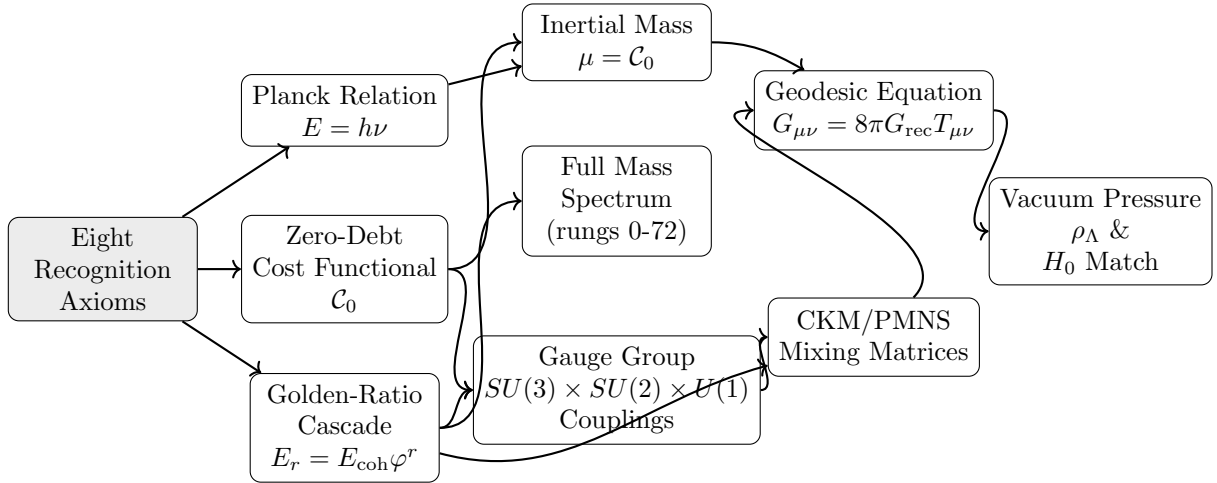 Eight
Recognition
Axioms
Planck Relation
E = hν
Zero-Debt
Cost Functional
𝒞₀
Golden-Ratio
Cascade
E_r = E_coh φ^r
Inertial Mass
μ = 𝒞₀
Full Mass
Spectrum
(rungs 0-72)
Gauge Group
SU(3) × SU(2) × U(1)
Couplings
Geodesic Equation
G_μν = 8πG_rec T_μν
CKM/PMNS
Mixing Matrices
Vacuum Pressure
ρ_Λ &
H₀ Match